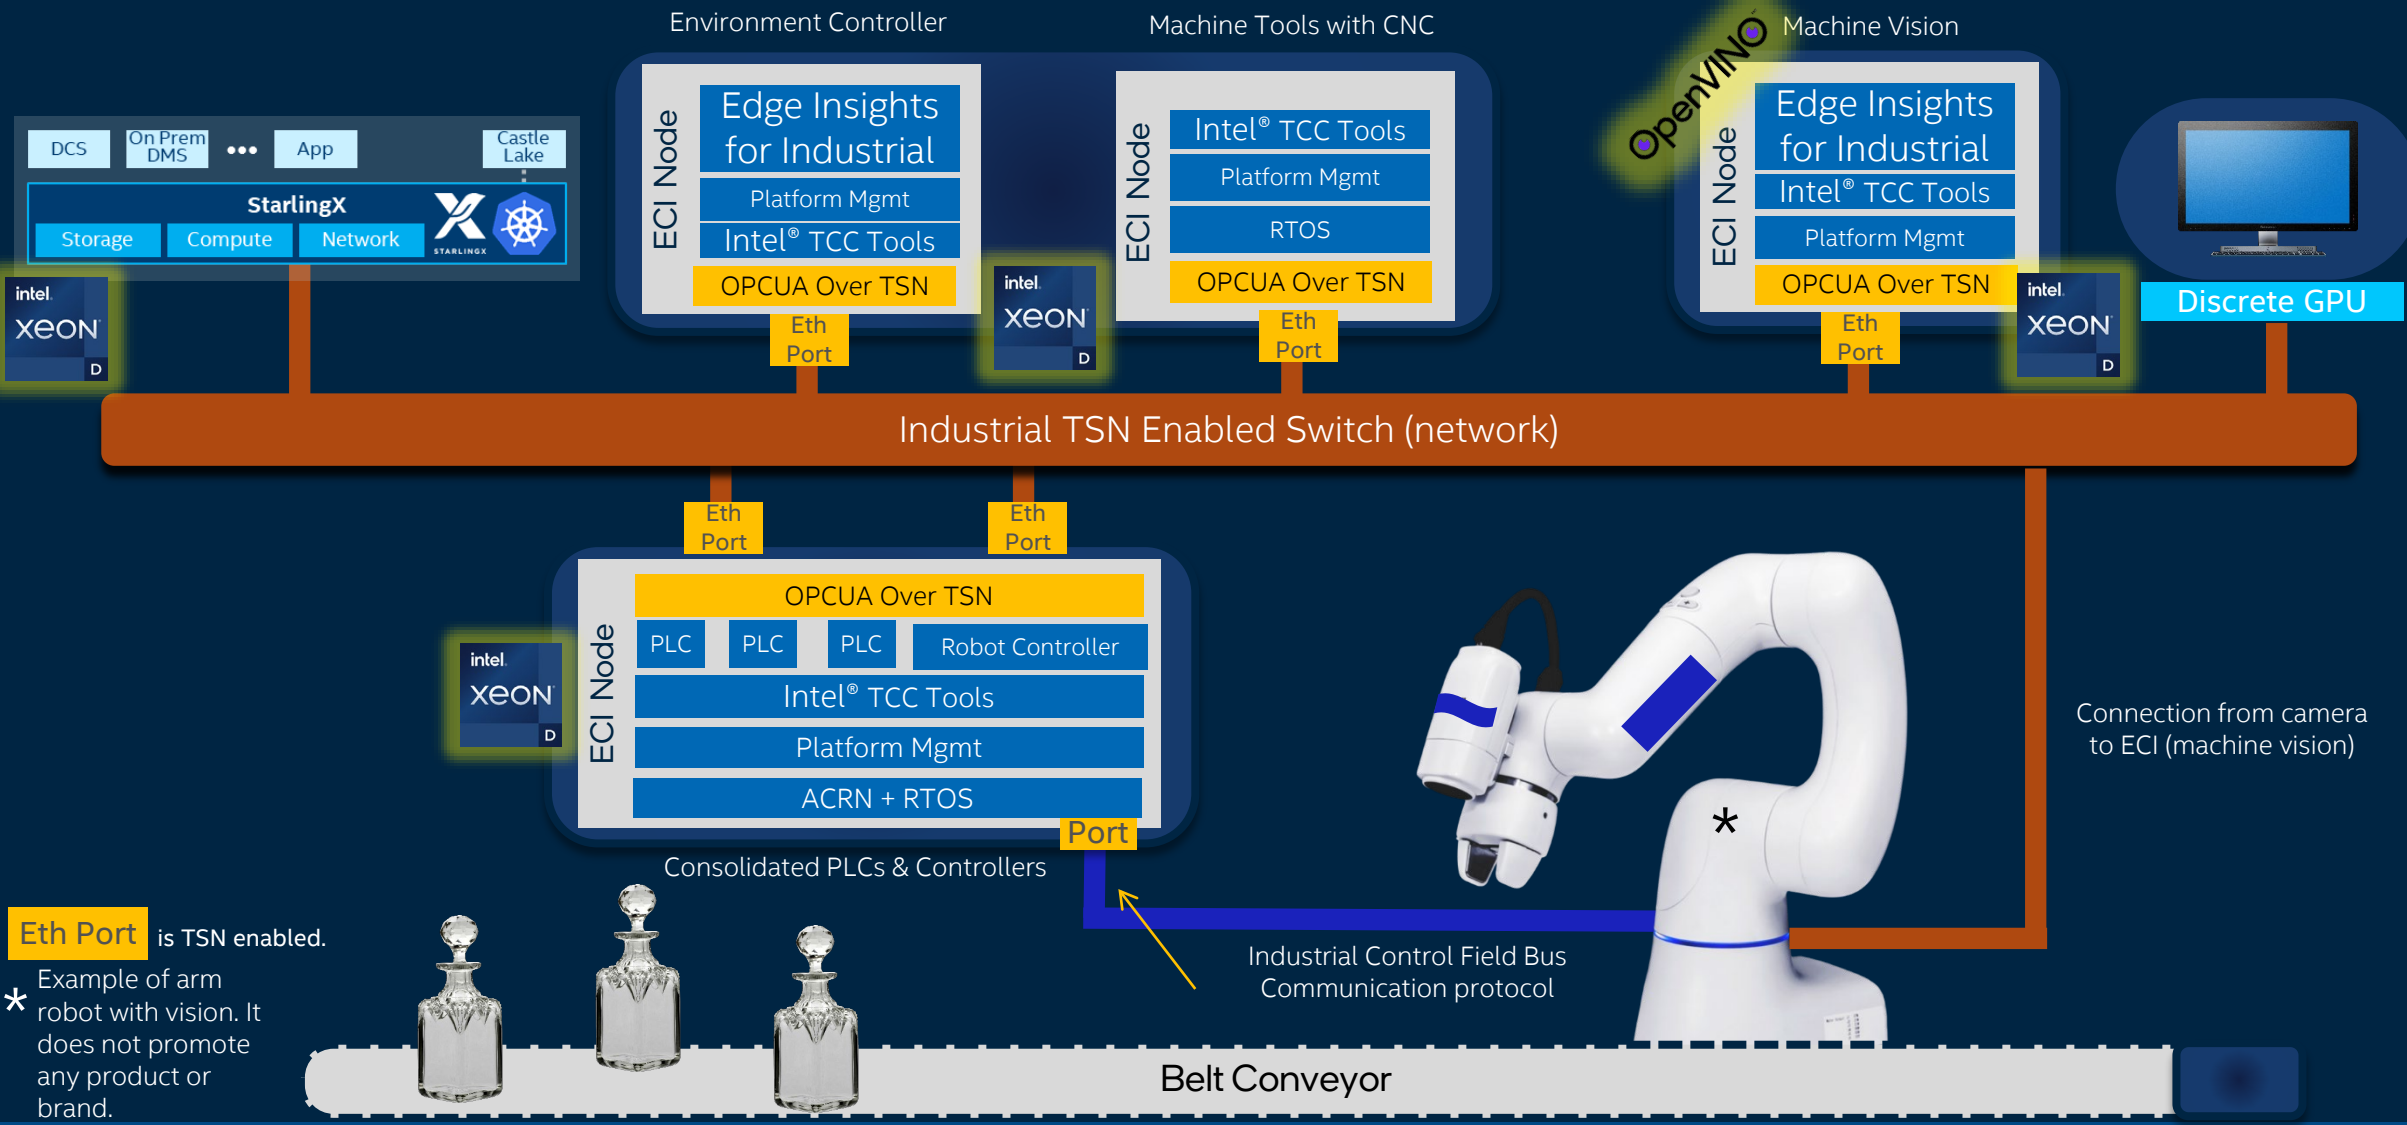 Environment Controller
Machine Tools with CNC
Machine Vision
OpenVINO
DCS
On Prem
DMS
•••
App
Castle
Lake
StarlingX
Storage
Compute
Network
STARLINGX
intel.
xeon
D
ECI Node
Edge Insights
for Industrial
Platform Mgmt
Intel® TCC Tools
OPCUA Over TSN
Eth
Port
intel.
xeon
D
ECI Node
Intel® TCC Tools
Platform Mgmt
RTOS
OPCUA Over TSN
Eth
Port
ECI Node
Edge Insights
for Industrial
Intel® TCC Tools
Platform Mgmt
OPCUA Over TSN
Eth
Port
intel.
xeon
D
Discrete GPU
Industrial TSN Enabled Switch (network)
Eth
Port
Eth
Port
intel.
xeon
D
ECI Node
OPCUA Over TSN
PLC
PLC
PLC
Robot Controller
Intel® TCC Tools
Platform Mgmt
ACRN + RTOS
Port
Consolidated PLCs & Controllers
*
Connection from camera
to ECI (machine vision)
Industrial Control Field Bus
Communication protocol
Eth Port is TSN enabled.
* Example of arm
robot with vision. It
does not promote
any product or
brand.
Belt Conveyor